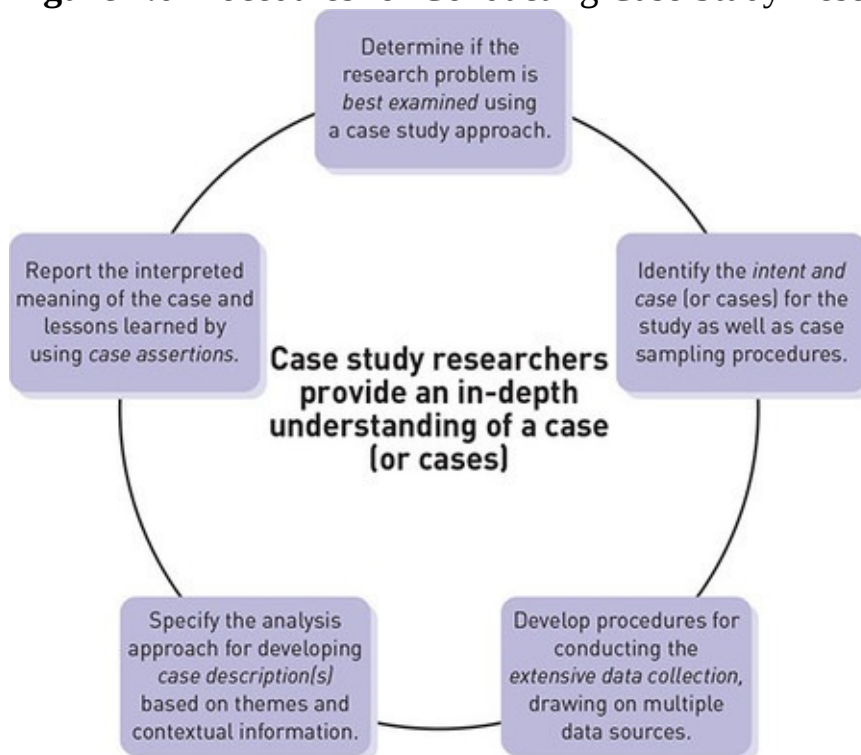 Determine if the
research problem is
best examined using
a case study approach.
Identify the intent and
case (or cases) for the
study as well as case
sampling procedures.
Develop procedures for
conducting the
extensive data collection,
drawing on multiple
data sources.
Specify the analysis
approach for developing
case description(s)
based on themes and
contextual information.
Report the interpreted
meaning of the case and
lessons learned by
using case assertions.
Case study researchers
provide an in-depth
understanding of a case
(or cases)